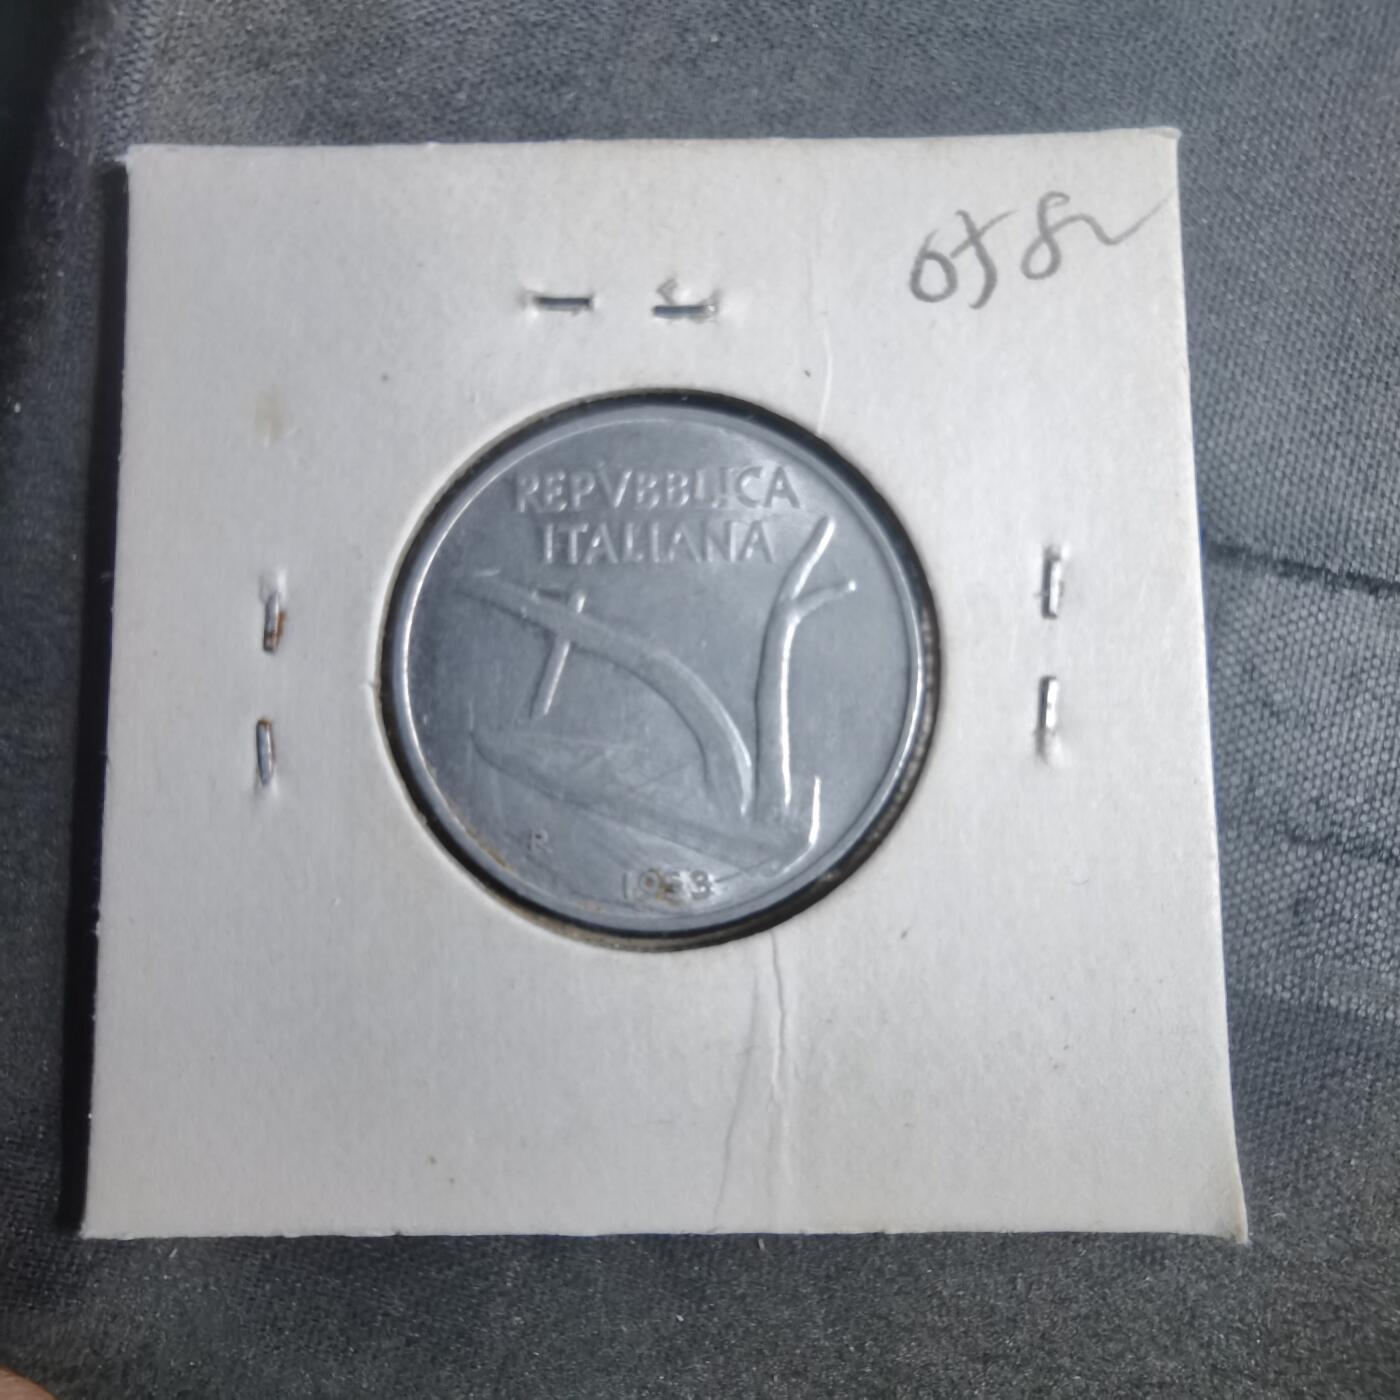 REPVBBLICA
ITALIANA
R
1953